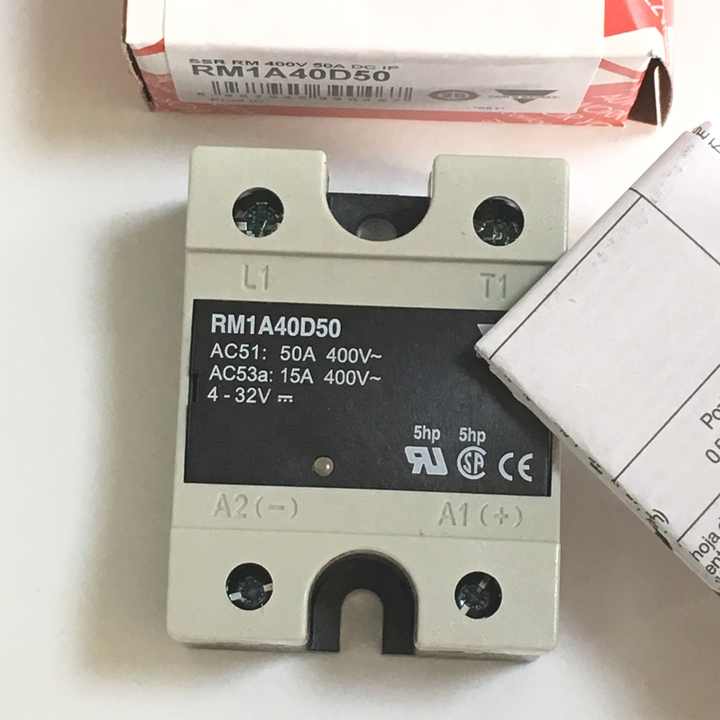 SSR RM 400V 50A DC IP
RM1A40D50
L1
T1
RM1A40D50
AC51: 50A 400V~
AC53a: 15A 400V~
4 - 32V ⎓
5hp 5hp
A2(-)
A1(+)
hoja